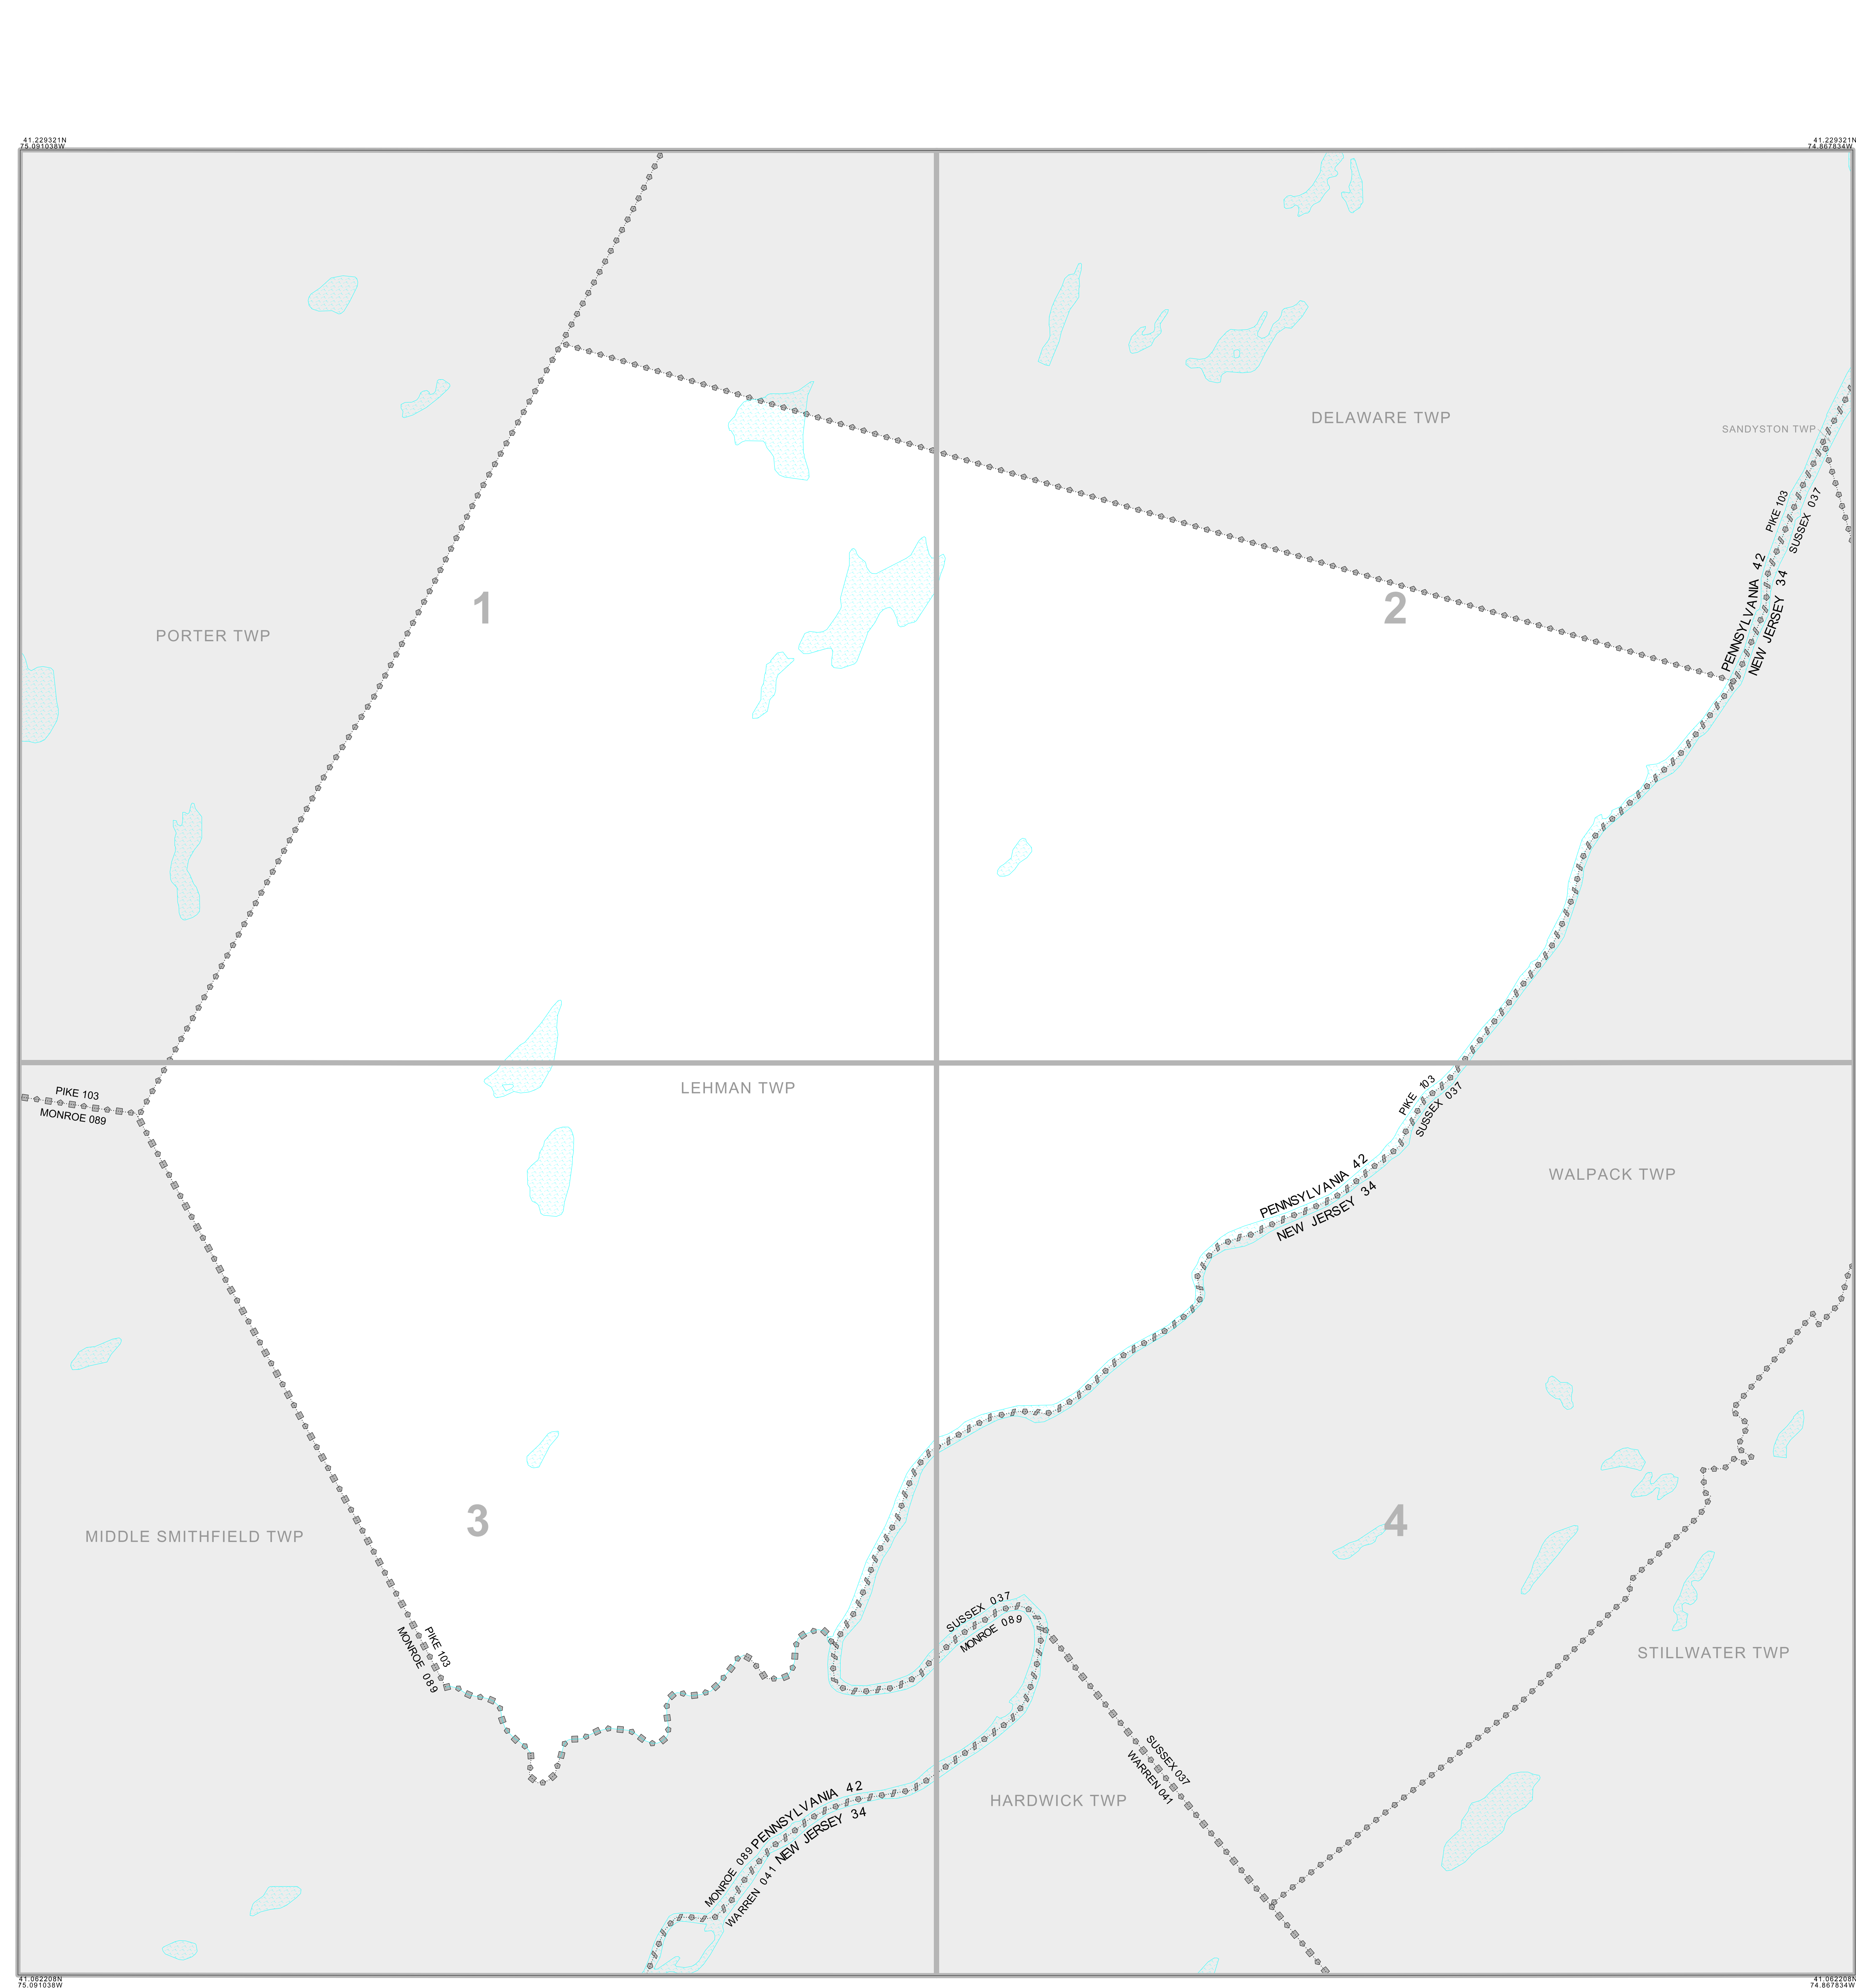 41.229321N
75.091038W
41.229321N
74.867834W
DELAWARE TWP
SANDYSTON TWP
PIKE 103
SUSSEX 037
PENNSYLVANIA 42
NEW JERSEY 34
1
2
PORTER TWP
PIKE 103
MONROE 089
LEHMAN TWP
PIKE 103
SUSSEX 037
PENNSYLVANIA 42
NEW JERSEY 34
WALPACK TWP
3
4
MIDDLE SMITHFIELD TWP
PIKE 103
MONROE 089
SUSSEX 037
MONROE 089
STILLWATER TWP
SUSSEX 037
WARREN 041
HARDWICK TWP
PENNSYLVANIA 42
NEW JERSEY 34
MONROE 089
WARREN 041
41.062208N
75.091038W
41.062208N
74.867834W